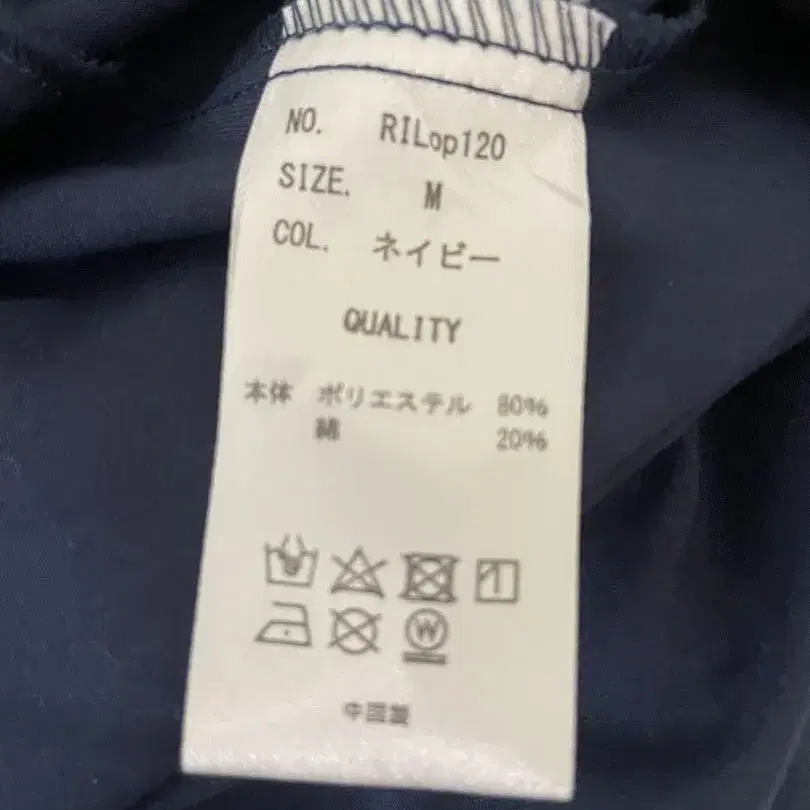 NO. RILop120
SIZE. M
COL. ネイビー
QUALITY
本体 ポリエステル 80%
綿 20%
W
中国製